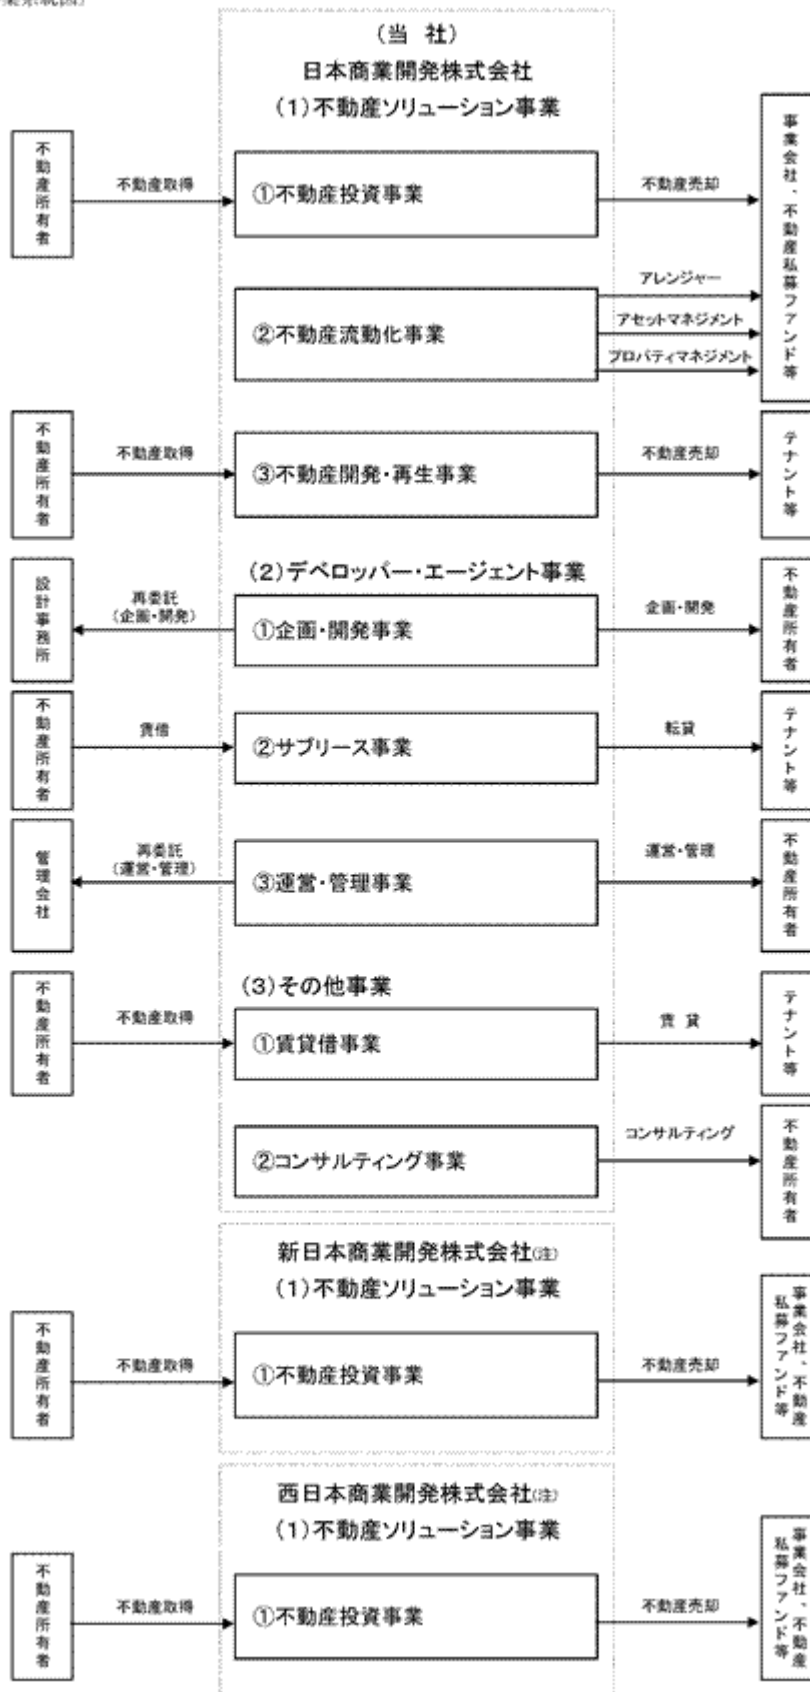 (当 社)
日本商業開発株式会社
(1)不動産ソリューション事業
不動産所有者
不動産取得
①不動産投資事業
不動産売却
事業会社、不動産私募ファンド等
②不動産流動化事業
アレンジャー
アセットマネジメント
プロパティマネジメント
不動産所有者
不動産取得
③不動産開発・再生事業
不動産売却
テナント等
(2)デベロッパー・エージェント事業
設計事務所
再委託
(企画・開発)
①企画・開発事業
企画・開発
不動産所有者
不動産所有者
賃借
②サブリース事業
転貸
テナント等
管理会社
再委託
(運営・管理)
③運営・管理事業
運営・管理
不動産所有者
(3)その他事業
不動産所有者
不動産取得
①賃貸借事業
賃 貸
テナント等
②コンサルティング事業
コンサルティング
不動産所有者
新日本商業開発株式会社(注)
(1)不動産ソリューション事業
不動産所有者
不動産取得
①不動産投資事業
不動産売却
事業会社、不動産
私募ファンド等
西日本商業開発株式会社(注)
(1)不動産ソリューション事業
不動産所有者
不動産取得
①不動産投資事業
不動産売却
事業会社、不動産
私募ファンド等